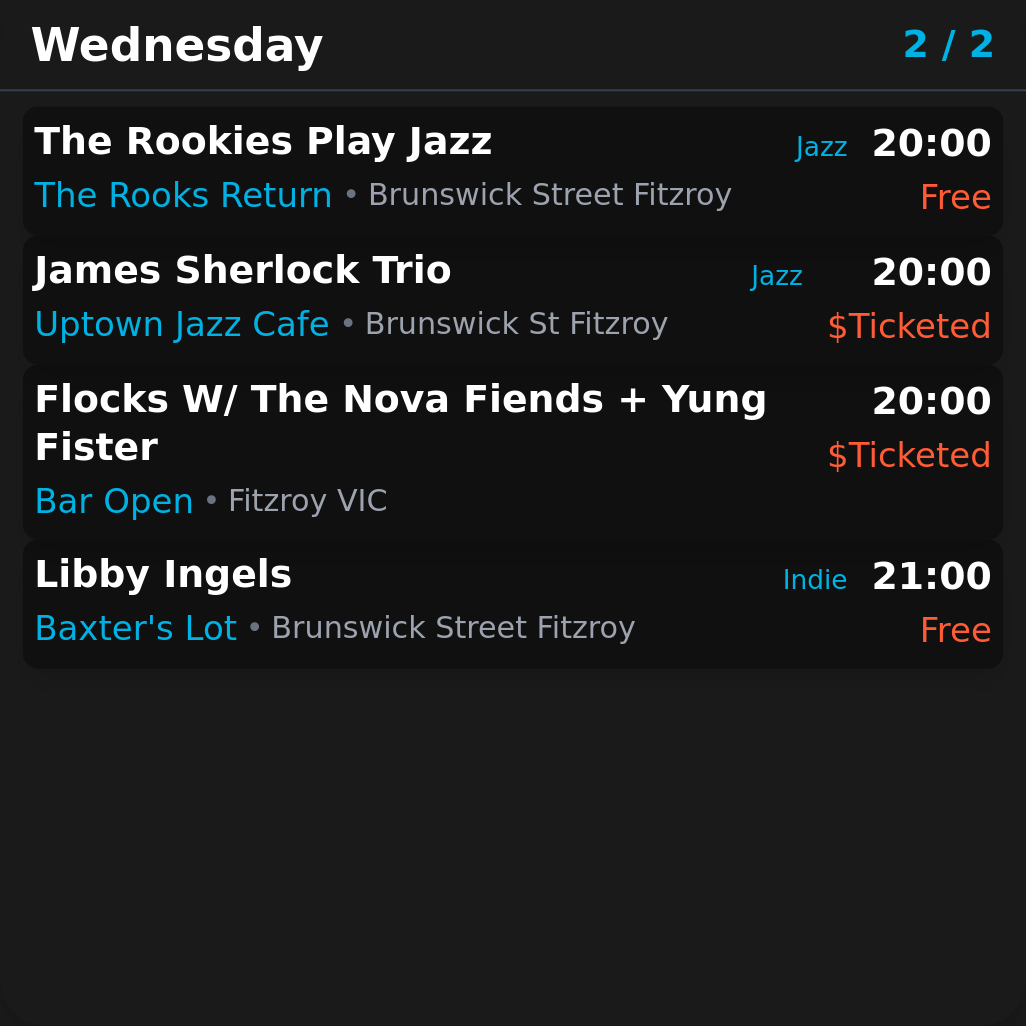 Wednesday 2 / 2
The Rookies Play Jazz Jazz 20:00
The Rooks Return • Brunswick Street Fitzroy Free
James Sherlock Trio Jazz 20:00
Uptown Jazz Cafe • Brunswick St Fitzroy $Ticketed
Flocks W/ The Nova Fiends + Yung 20:00
Fister $Ticketed
Bar Open • Fitzroy VIC
Libby Ingels Indie 21:00
Baxter's Lot • Brunswick Street Fitzroy Free